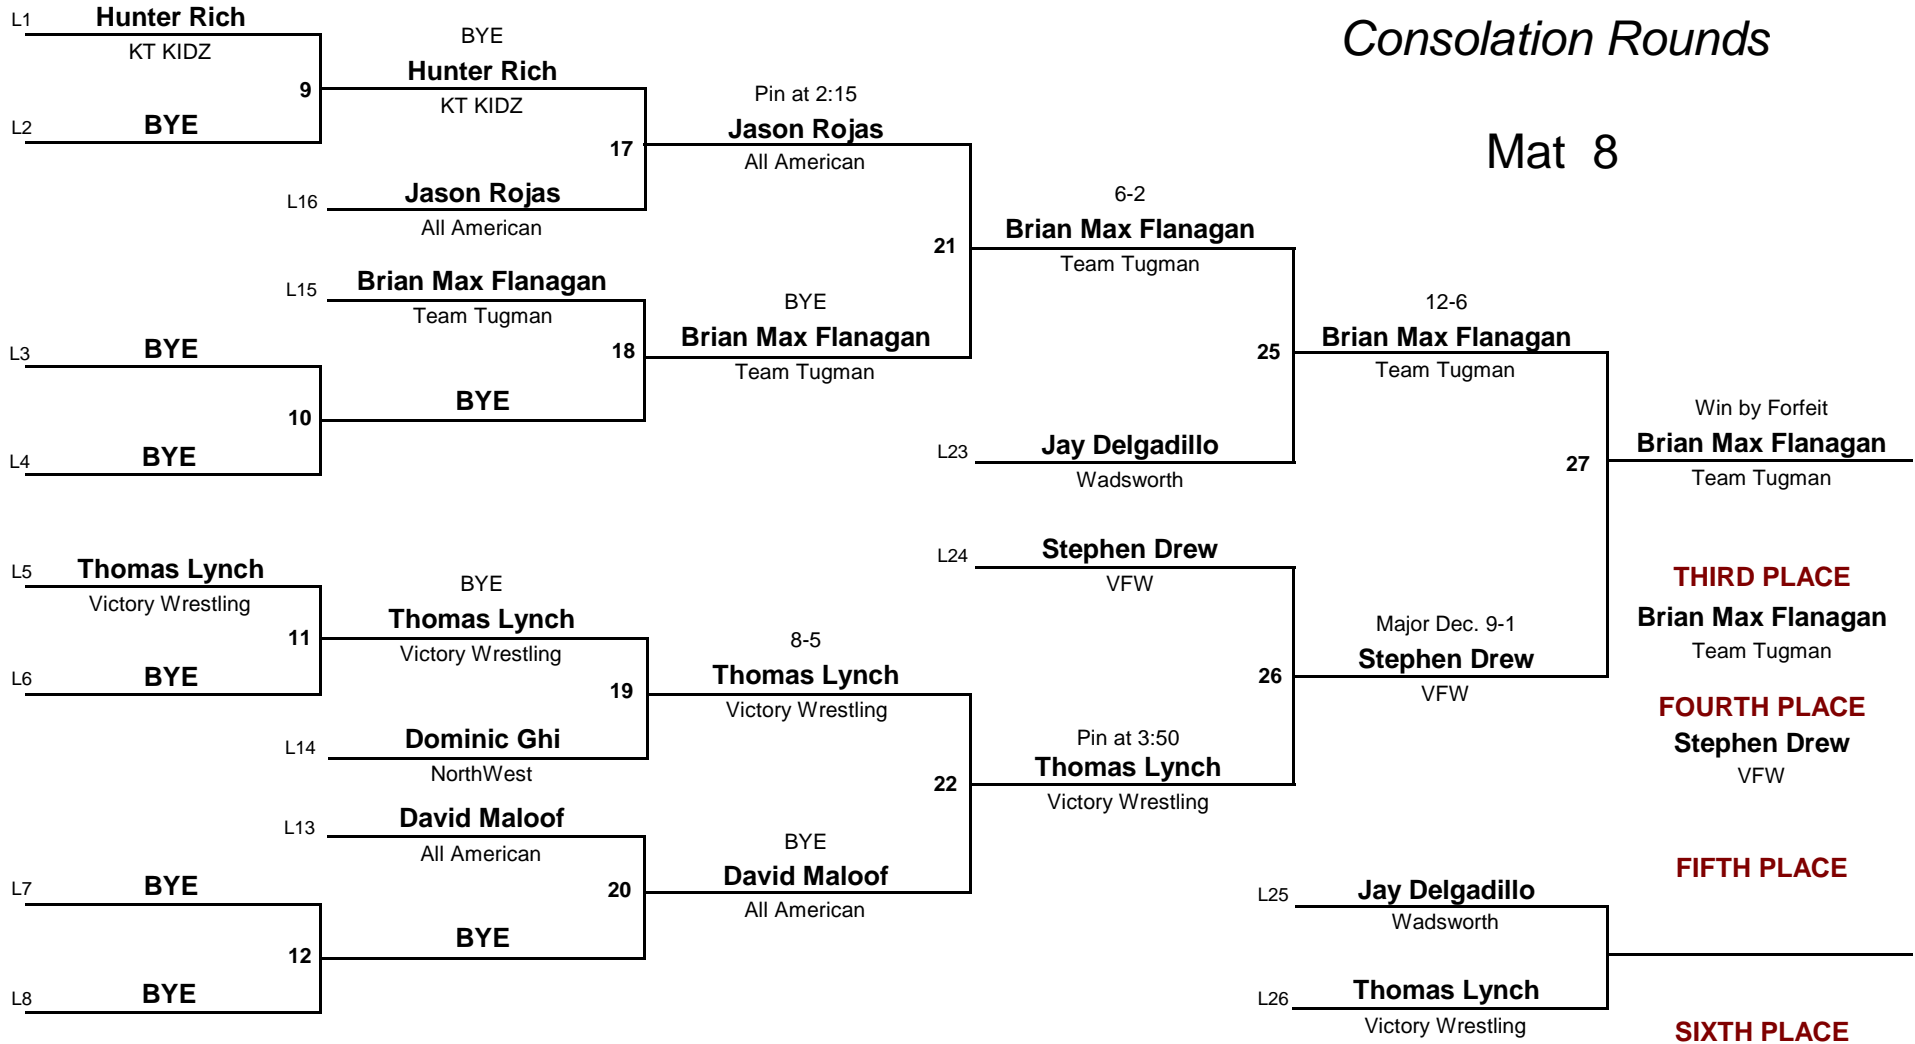 Consolation Rounds
Mat 8
L1
Hunter Rich
KT KIDZ
9
L2
BYE
BYE
Hunter Rich
KT KIDZ
17
L16
Jason Rojas
All American
Pin at 2:15
Jason Rojas
All American
21
L15
Brian Max Flanagan
Team Tugman
18
L3
BYE
10
BYE
L4
BYE
BYE
Brian Max Flanagan
Team Tugman
6-2
Brian Max Flanagan
Team Tugman
25
L23
Jay Delgadillo
Wadsworth
12-6
Brian Max Flanagan
Team Tugman
27
Win by Forfeit
Brian Max Flanagan
Team Tugman
L5
Thomas Lynch
Victory Wrestling
11
L6
BYE
BYE
Thomas Lynch
Victory Wrestling
19
L14
Dominic Ghi
NorthWest
8-5
Thomas Lynch
Victory Wrestling
22
L13
David Maloof
All American
20
L7
BYE
12
BYE
L8
BYE
BYE
David Maloof
All American
L24
Stephen Drew
VFW
26
Pin at 3:50
Thomas Lynch
Victory Wrestling
Major Dec. 9-1
Stephen Drew
VFW
THIRD PLACE
Brian Max Flanagan
Team Tugman
FOURTH PLACE
Stephen Drew
VFW
L25
Jay Delgadillo
Wadsworth
L26
Thomas Lynch
Victory Wrestling
FIFTH PLACE
SIXTH PLACE